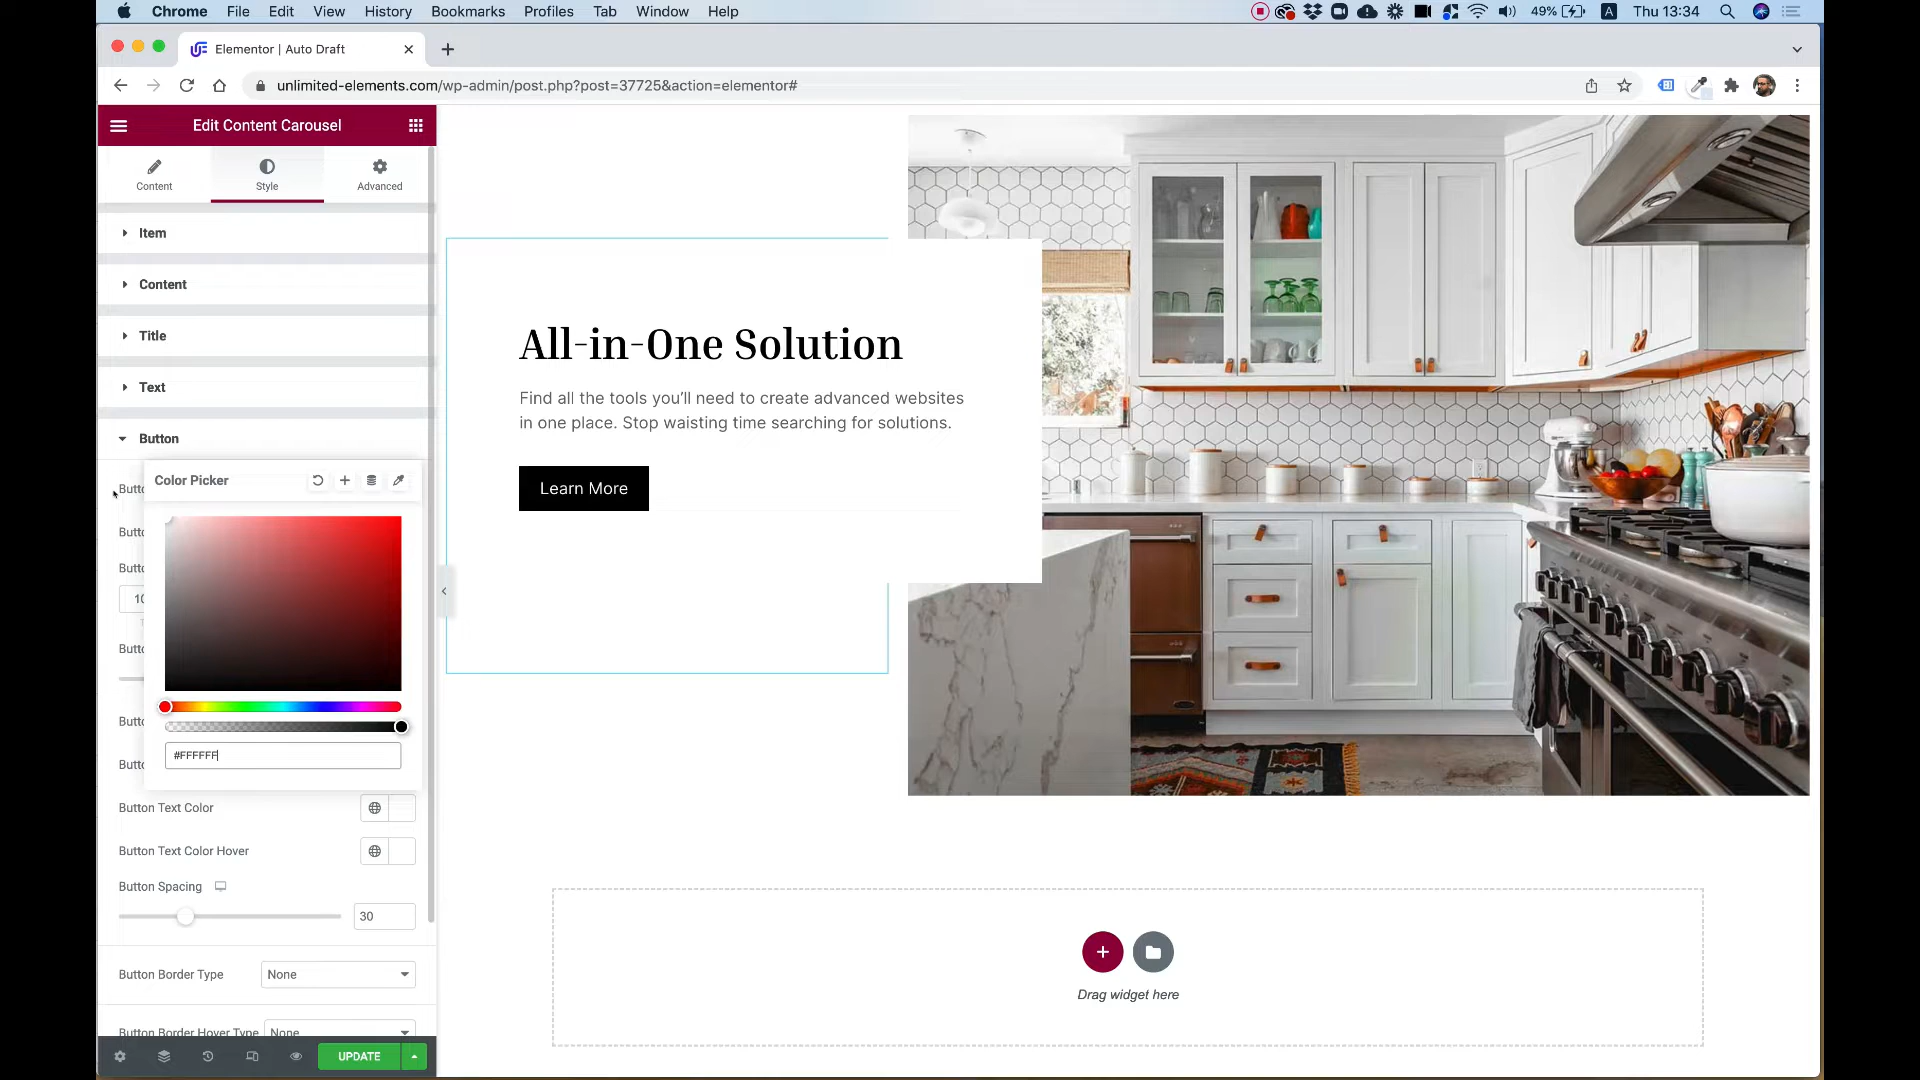 Chrome File Edit View History Bookmarks Profiles Tab Window Help 49% A Thu 13:34
Elementor | Auto Draft
unlimited-elements.com/wp-admin/post.php?post=37725&action=elementor#
Edit Content Carousel
Content Style Advanced
Item
Content
Title
Text
Button
Color Picker
#FFFFFF
Button Text Color
Button Text Color Hover
Button Spacing
30
Button Border Type None
Button Border Hover Type None
UPDATE
All-in-One Solution
Find all the tools you’ll need to create advanced websites
in one place. Stop waisting time searching for solutions.
Learn More
Drag widget here